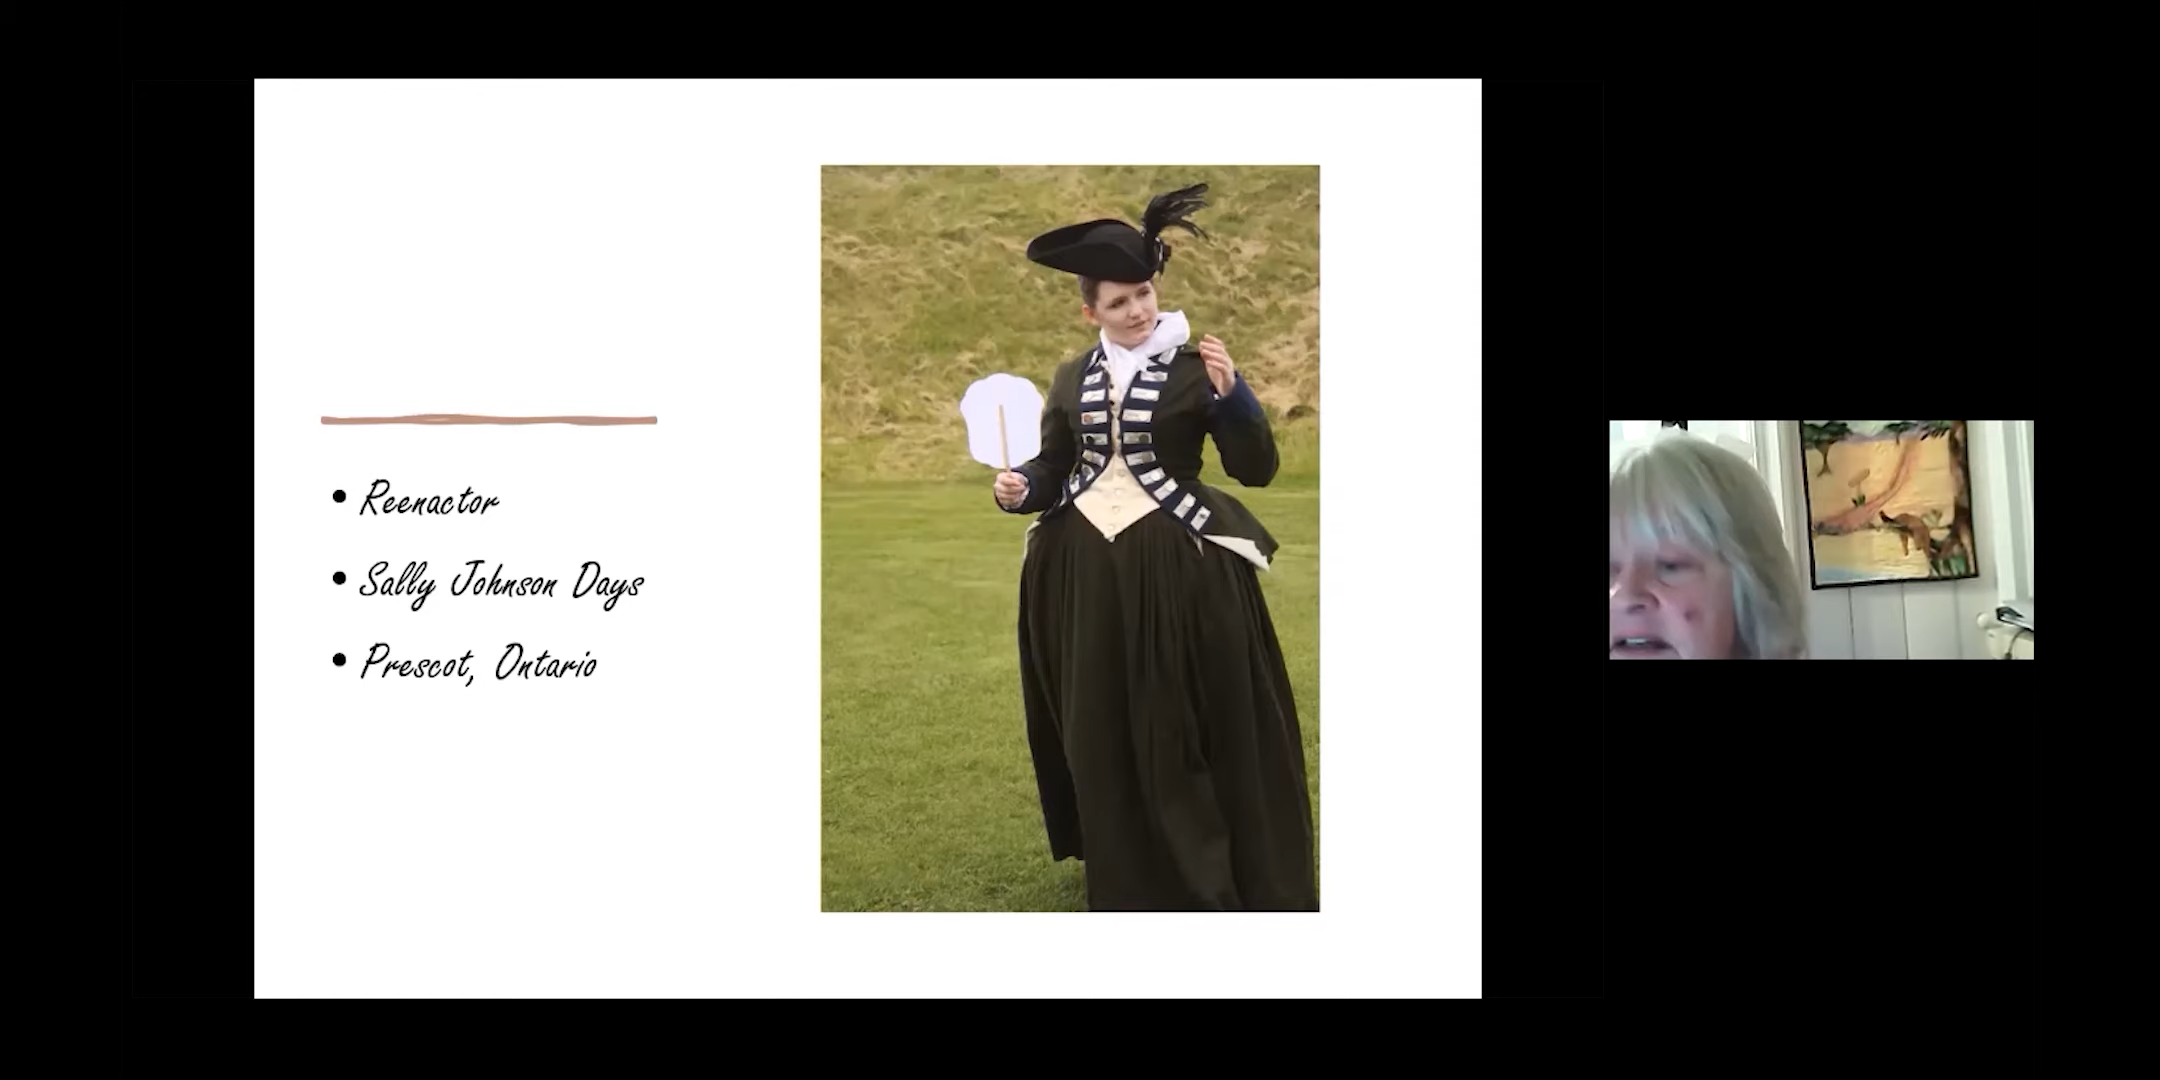 • Reenactor
• Sally Johnson Days
• Prescot, Ontario